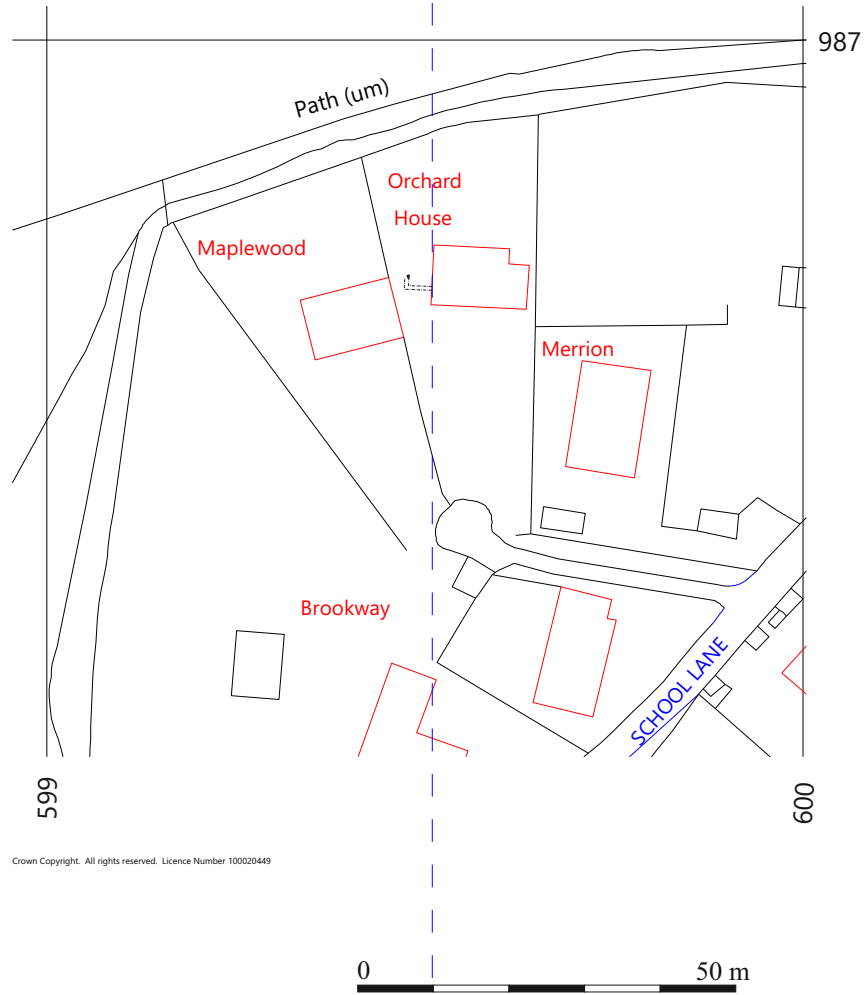 987
Path (um)
Orchard
House
Maplewood
Merrion
Brookway
SCHOOL LANE
599
600
Crown Copyright. All rights reserved. Licence Number 100020449
0
50 m